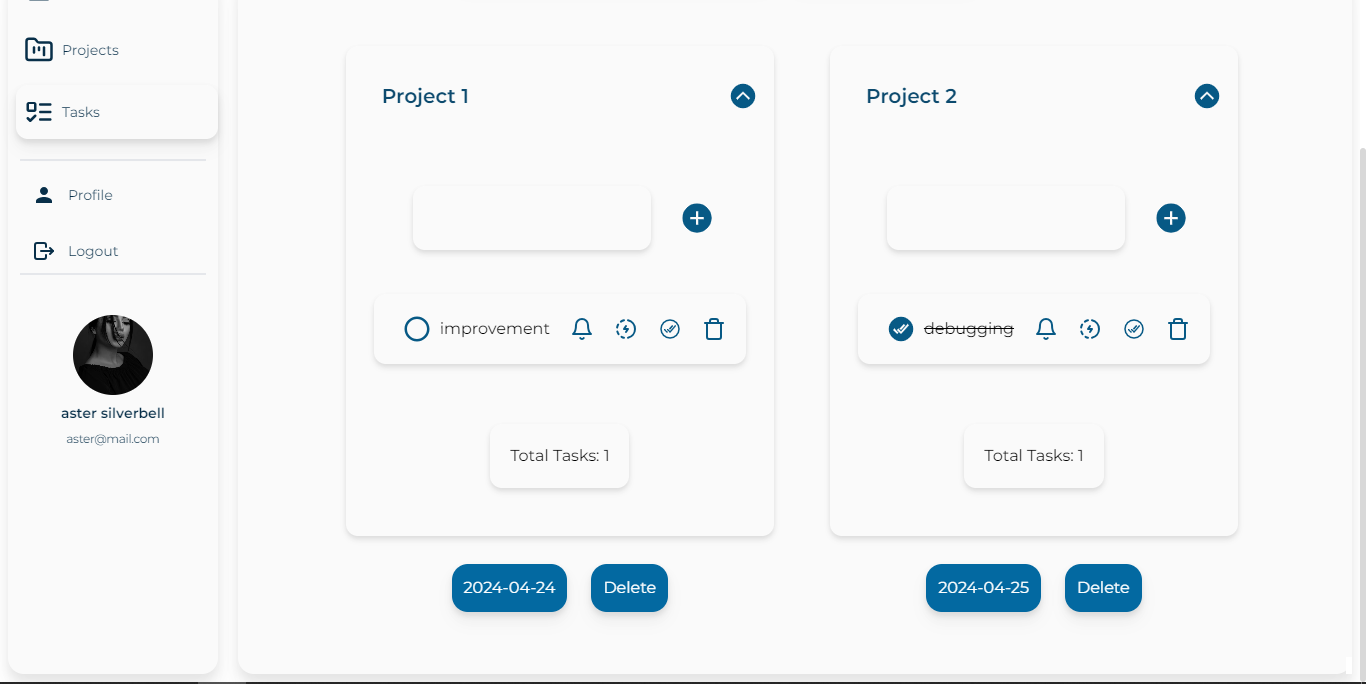 Projects
Tasks
Profile
Logout
aster silverbell
aster@mail.com
Project 1
improvement
Total Tasks: 1
2024-04-24
Delete
Project 2
debugging
Total Tasks: 1
2024-04-25
Delete